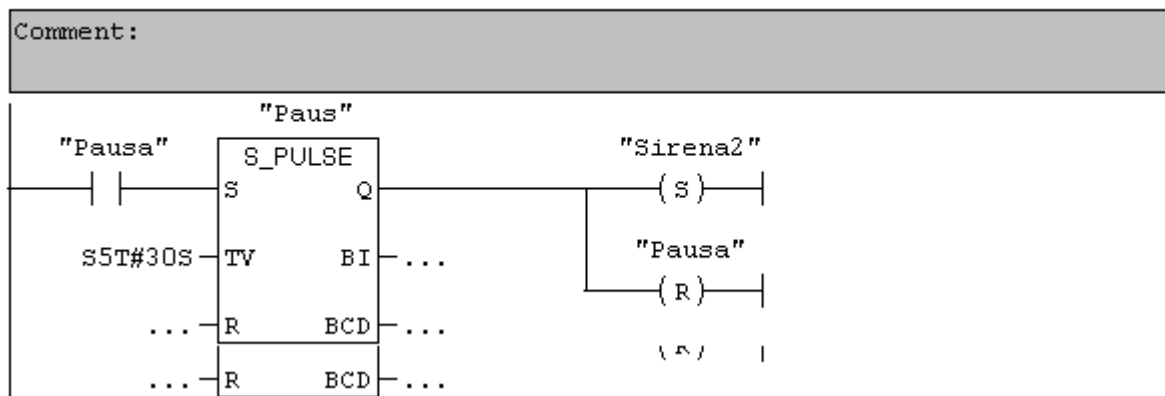 Comment:
"Paus"
"Pausa" S_PULSE "Sirena2"
S Q ( S )
S5T#30S TV BI ... "Pausa"
( R )
... R BCD ...
... R BCD ...